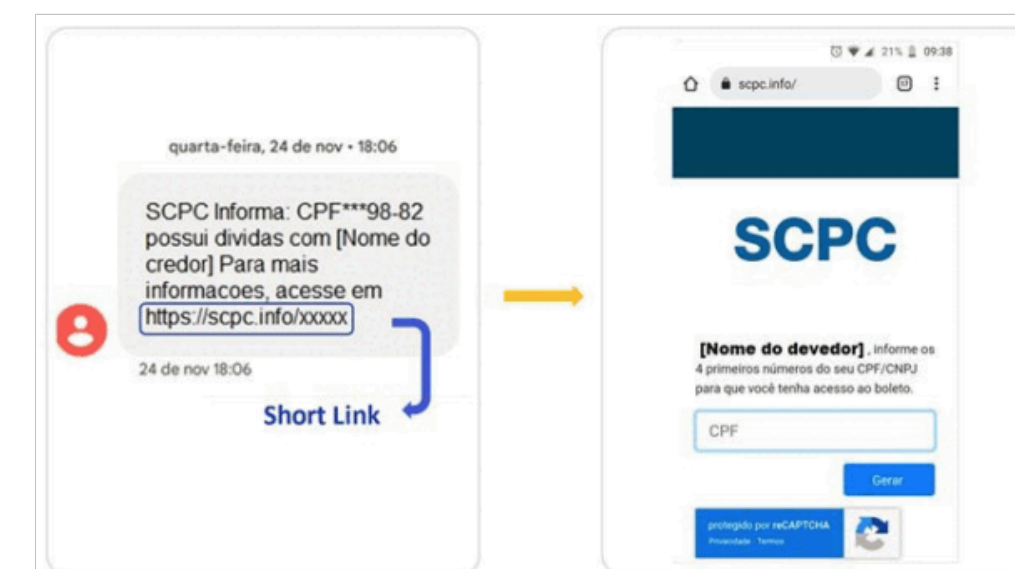 quarta-feira, 24 de nov • 18:06
SCPC Informa: CPF***98-82
possui dividas com [Nome do
credor] Para mais
informacoes, acesse em
https://scpc.info/xxxxx
24 de nov 18:06
Short Link
21% 09:38
scpc.info/
SCPC
[Nome do devedor] , informe os
4 primeiros números do seu CPF/CNPJ
para que você tenha acesso ao boleto.
CPF
Gerar
protegido por reCAPTCHA
Privacidade - Termos